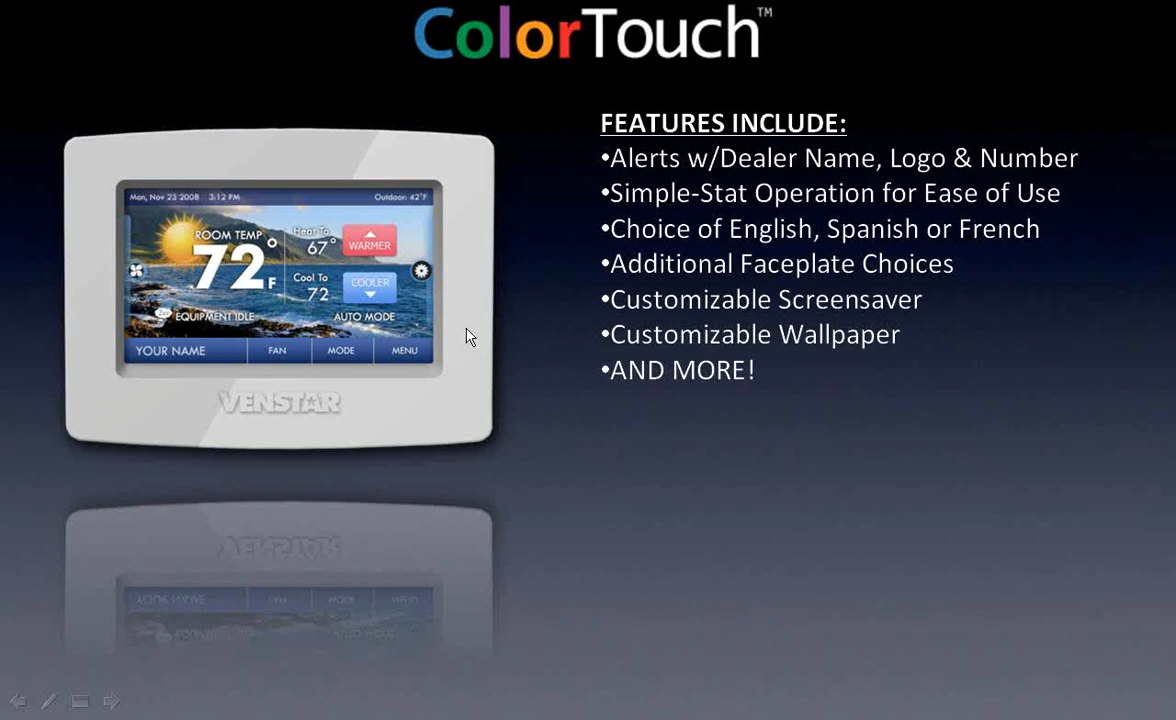 ColorTouch™
FEATURES INCLUDE:
•Alerts w/Dealer Name, Logo & Number
•Simple-Stat Operation for Ease of Use
•Choice of English, Spanish or French
•Additional Faceplate Choices
•Customizable Screensaver
•Customizable Wallpaper
•AND MORE!
Mon, Nov 23 2008 3:12 PM Outdoor: 42°F
ROOM TEMP
72°F
Heat To
67°
WARMER
Cool To
72
COOLER
EQUIPMENT IDLE AUTO MODE
YOUR NAME FAN MODE MENU
VENSTAR